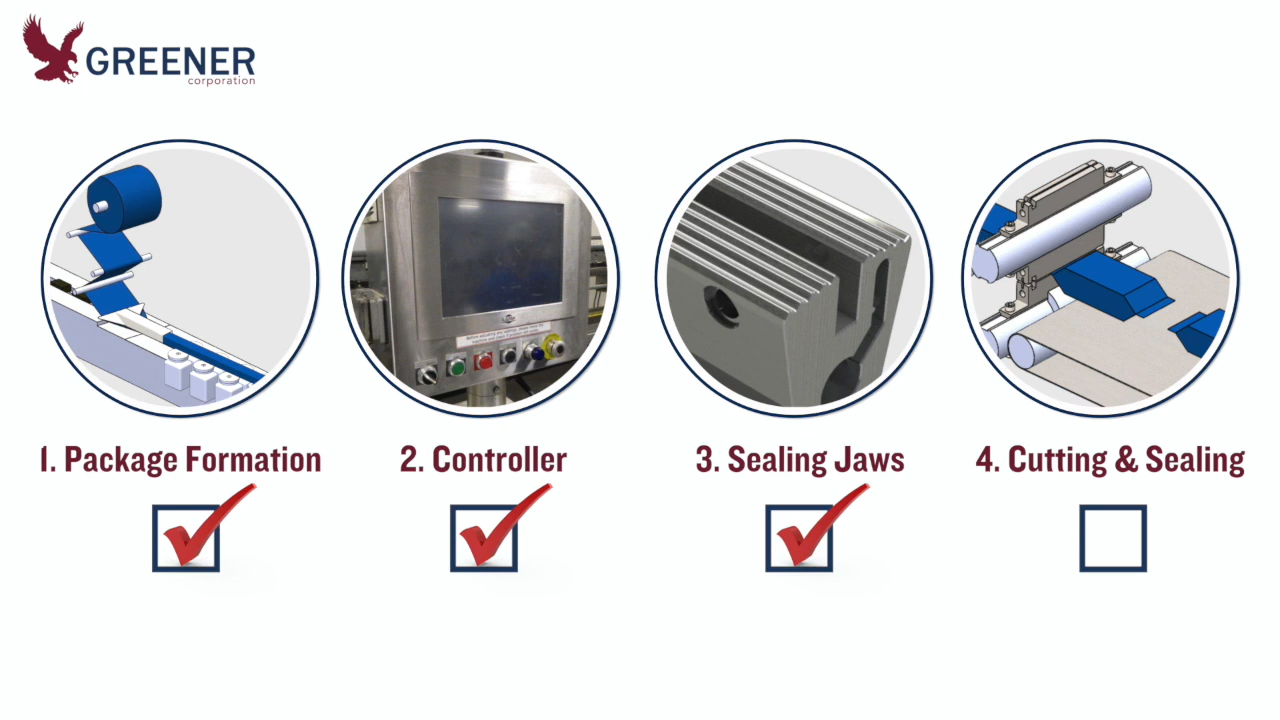 GREENER
corporation
1. Package Formation
2. Controller
3. Sealing Jaws
4. Cutting & Sealing